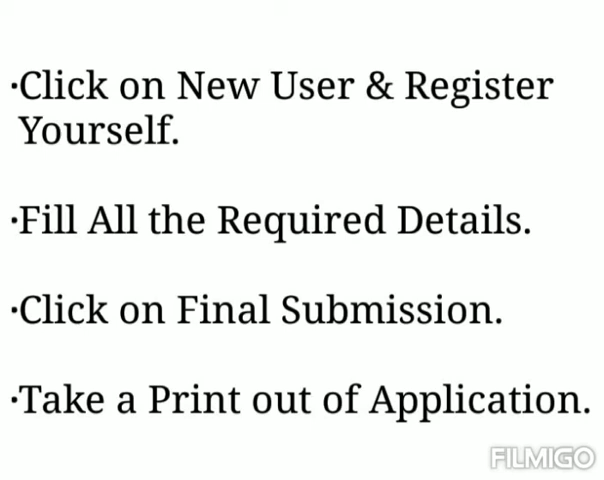 ·Click on New User & Register
Yourself.
·Fill All the Required Details.
·Click on Final Submission.
·Take a Print out of Application.
FILMIGO